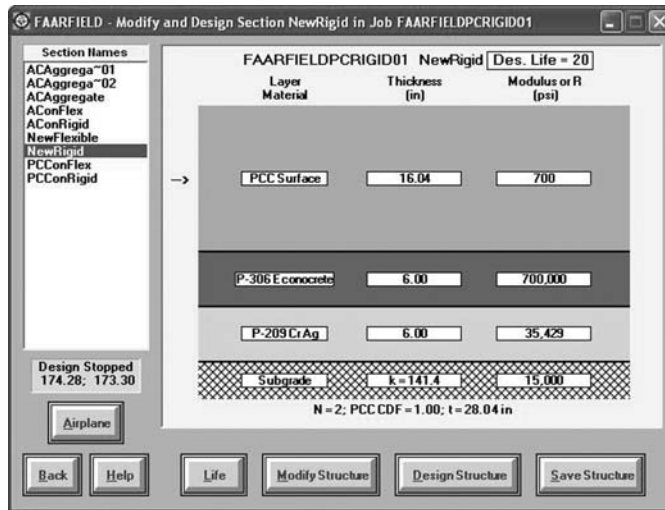 FAARFIELD - Modify and Design Section NewRigid in Job FAARFIELDPCRIGID01
Section Names
ACAggrega~01
ACAggrega~02
ACAggregate
AConFlex
AConRigid
NewFlexible
NewRigid
PCConFlex
PCConRigid
Design Stopped
174.28; 173.30
Airplane
Back
Help
FAARFIELDPCRIGID01 NewRigid Des. Life = 20
Layer Material
Thickness (in)
Modulus or R (psi)
--> PCC Surface 16.04 700
P-306 Econocrete 6.00 700,000
P-209 CrAg 6.00 35,429
Subgrade k = 141.4 15,000
N = 2; PCC CDF = 1.00; t = 28.04 in
Life
Modify Structure
Design Structure
Save Structure